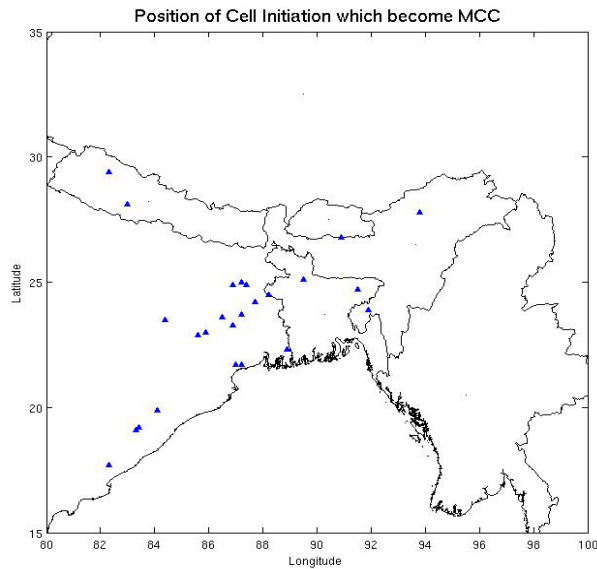 Position of Cell Initiation which become MCC
35
30
25
20
15
Latitude
80 82 84 86 88 90 92 94 96 98 100
Longitude